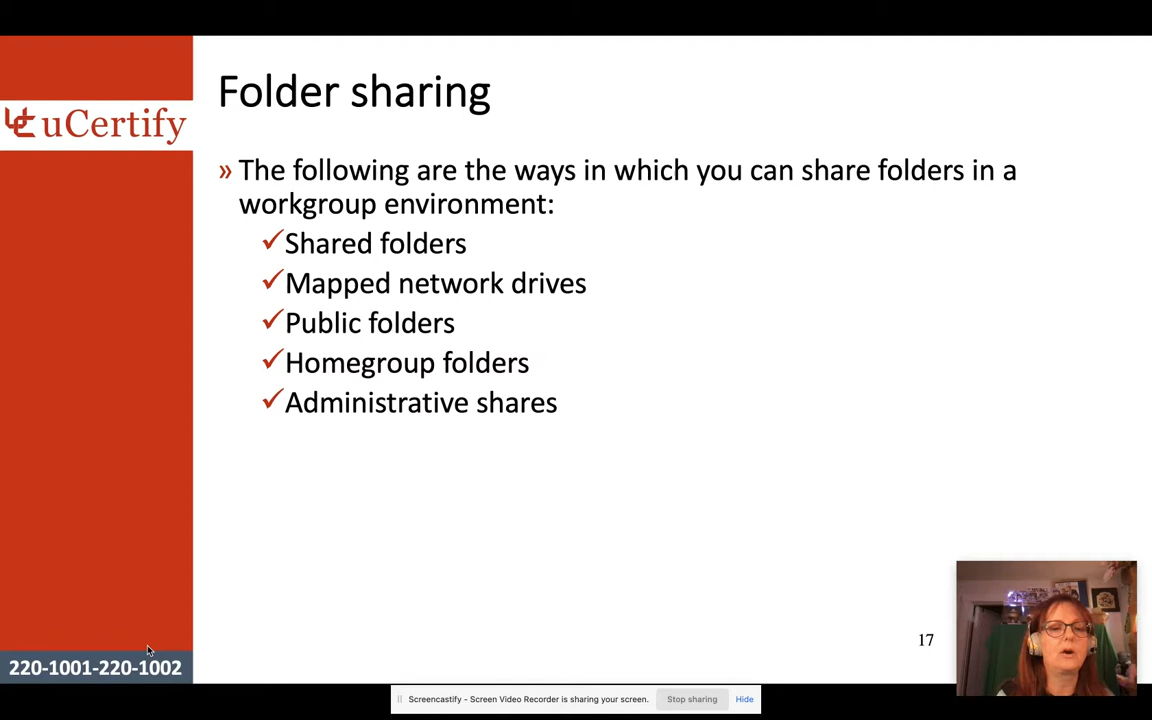 Folder sharing
uCertify
» The following are the ways in which you can share folders in a
workgroup environment:
✓Shared folders
✓Mapped network drives
✓Public folders
✓Homegroup folders
✓Administrative shares
17
220-1001-220-1002
Screencastify - Screen Video Recorder is sharing your screen. Stop sharing Hide